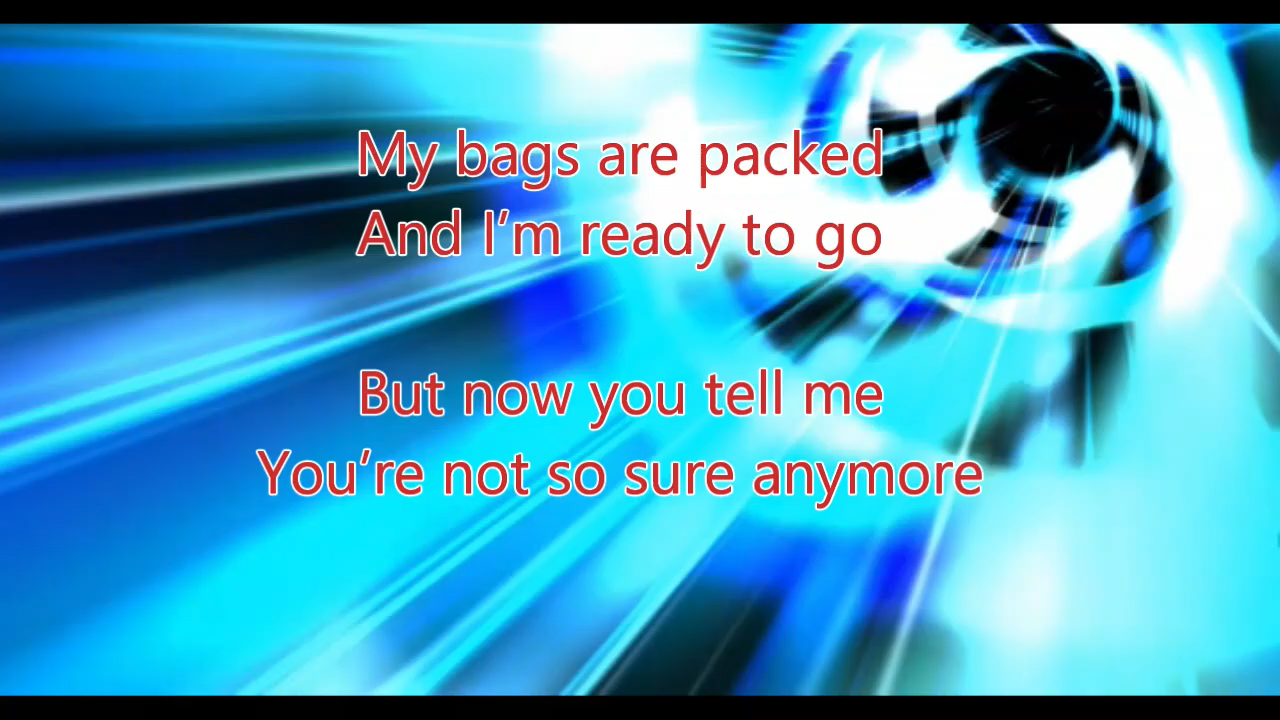 My bags are packed
And I’m ready to go
But now you tell me
You’re not so sure anymore